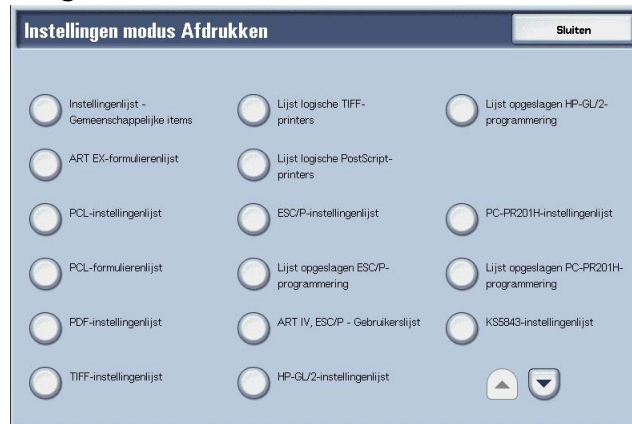 Instellingen modus Afdrukken
Sluiten
Instellingenlijst -
Gemeenschappelijke items
Lijst logische TIFF-
printers
Lijst opgeslagen HP-GL/2-
programmering
ART EX-formulierenlijst
Lijst logische PostScript-
printers
PCL-instellingenlijst
ESC/P-instellingenlijst
PC-PR201H-instellingenlijst
PCL-formulierenlijst
Lijst opgeslagen ESC/P-
programmering
Lijst opgeslagen PC-PR201H-
programmering
PDF-instellingenlijst
ART IV, ESC/P - Gebruikerslijst
KS5843-instellingenlijst
TIFF-instellingenlijst
HP-GL/2-instellingenlijst